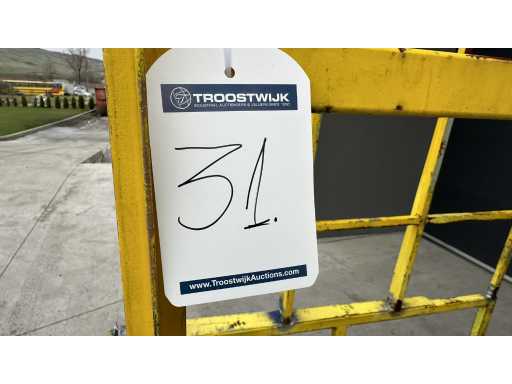 TROOSTWIJK
INDUSTRIAL AUCTIONEERS & VALUERS SINCE 1930
31.
www.TroostwijkAuctions.com